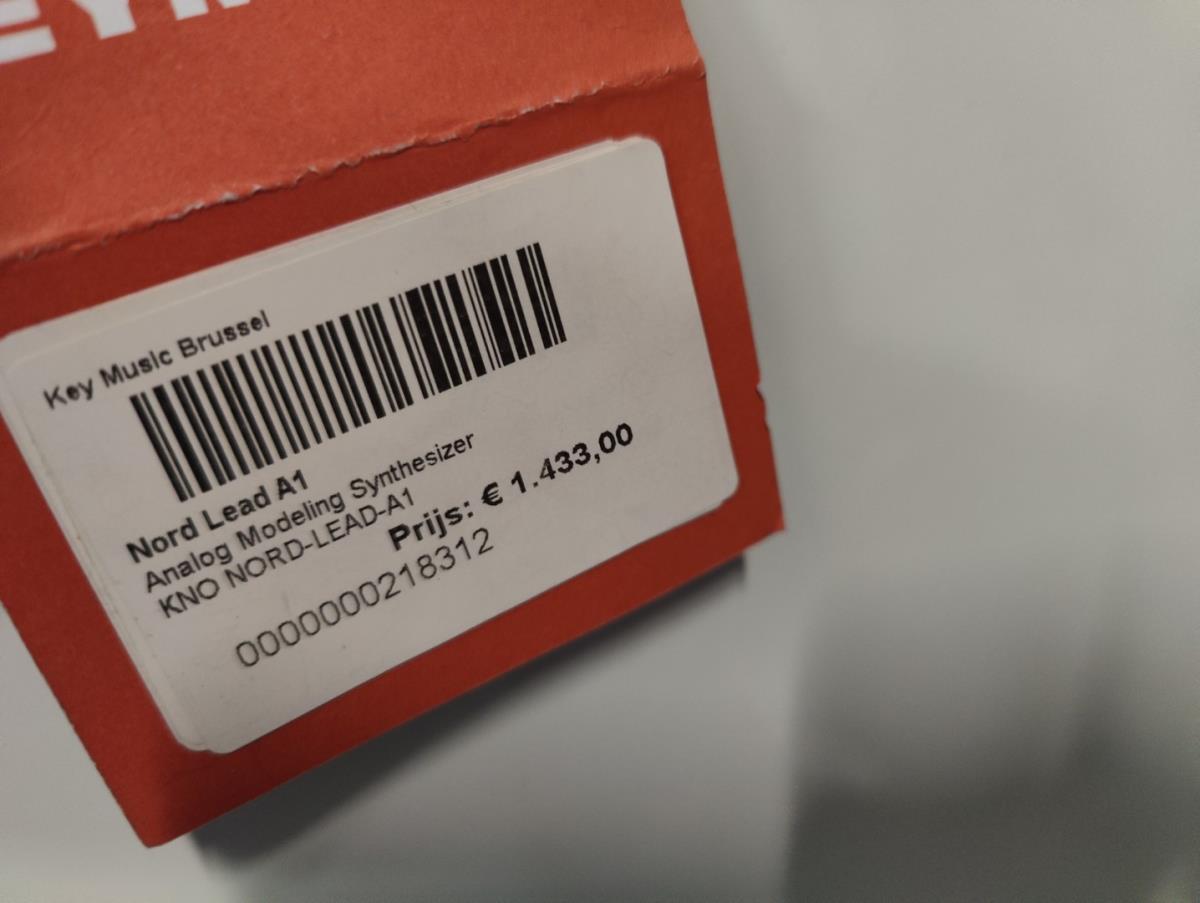 Key Music Brussel
Nord Lead A1
Analog Modeling Synthesizer
KNO NORD-LEAD-A1
Prijs: € 1.433,00
0000000218312